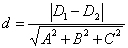 d = |D₁ − D₂| / √(A² + B² + C²)